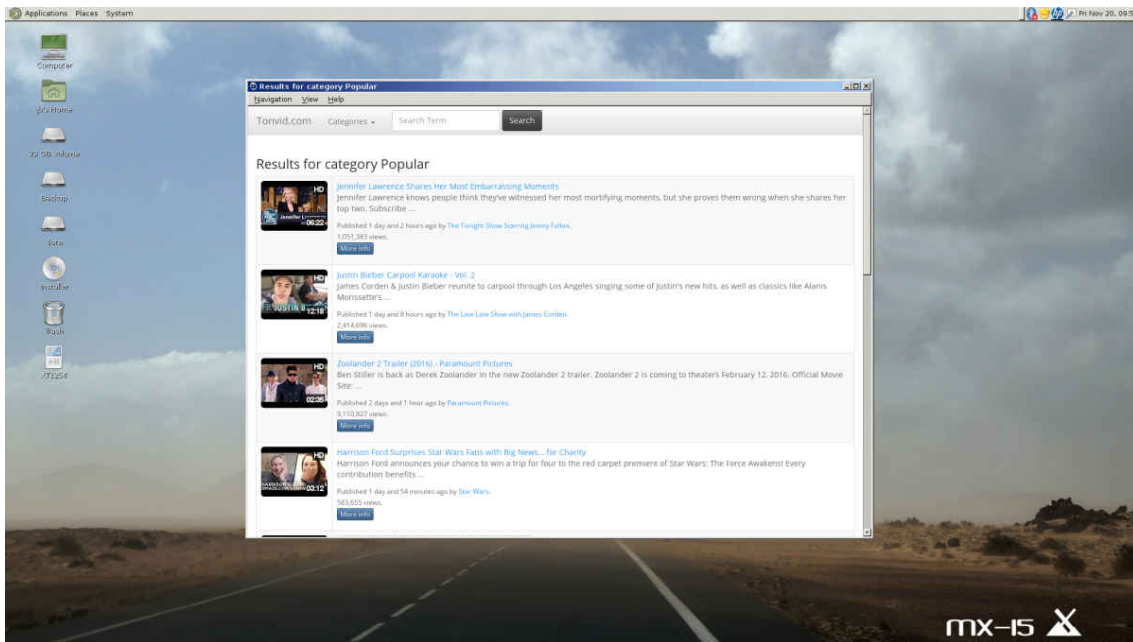 Applications Places System
Fri Nov 20, 09:5
Computer
jb's Home
22 GB Volume
Backup
data
Installer
Trash
Results for category Popular
Navigation View Help
Tonvid.com Categories Search Term Search
Results for category Popular
HD
Jennifer Lawrence Shares Her Most Embarrassing Moments
Jennifer Lawrence knows people think they've witnessed her most mortifying moments, but she proves them wrong when she shares her
top two. Subscribe ...
06:22
Published 1 day and 2 hours ago by The Tonight Show Starring Jimmy Fallon.
1,051,383 views.
More info
HD
Justin Bieber Carpool Karaoke - Vol. 2
James Corden & Justin Bieber reunite to carpool through Los Angeles singing some of Justin's new hits, as well as classics like Alanis
Morissette's ...
JUSTIN B 12:18
Published 1 day and 8 hours ago by The Late Late Show with James Corden.
2,414,696 views.
More info
HD
Zoolander 2 Trailer (2016) - Paramount Pictures
Ben Stiller is back as Derek Zoolander in the new Zoolander 2 trailer. Zoolander 2 is coming to theaters February 12, 2016. Official Movie
Site: ...
02:35
Published 2 days and 1 hour ago by Paramount Pictures.
9,110,927 views.
More info
HD
Harrison Ford Surprises Star Wars Fans with Big News... for Charity
Harrison Ford announces your chance to win a trip for four to the red carpet premiere of Star Wars: The Force Awakens! Every
contribution benefits ...
03:12
Published 1 day and 54 minutes ago by Star Wars.
583,655 views.
More info
mx-15